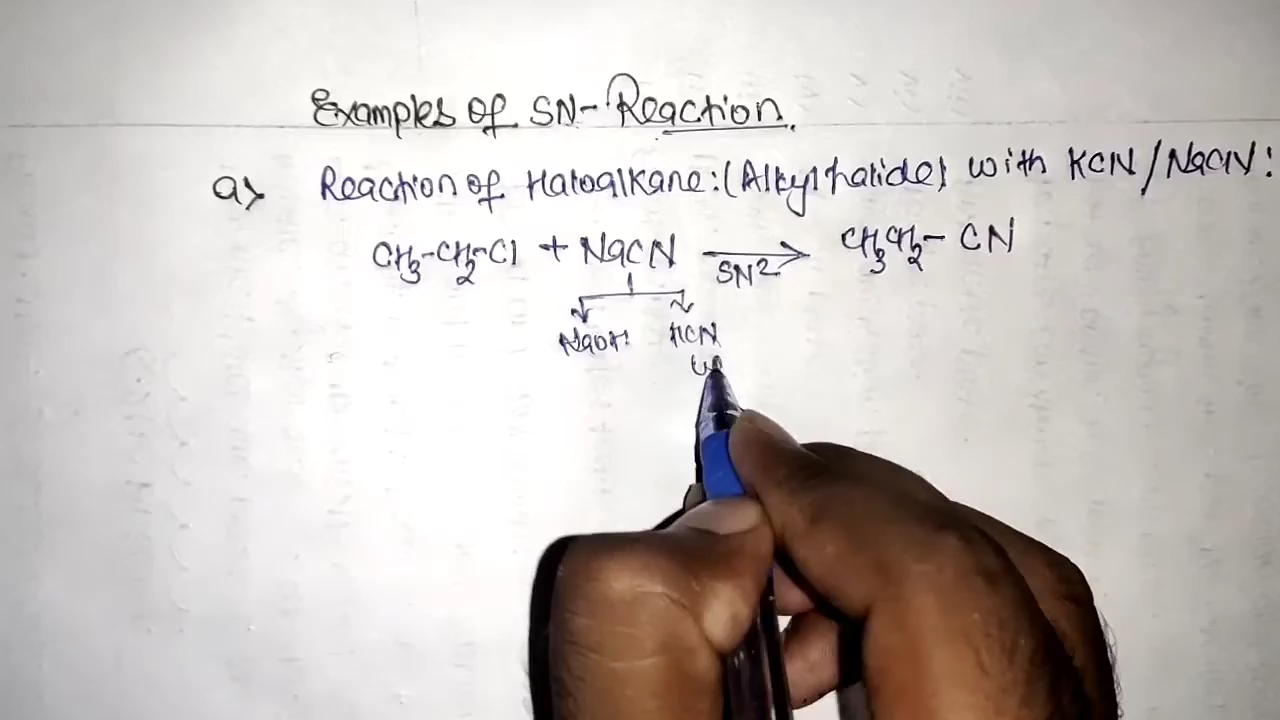 Examples of SN-Reaction.
a) Reaction of Haloalkane: (Alkyl halide) with KCN/NaCN:
CH3-CH2-Cl + NaCN SN2 CH3CH2-CN
NaOH HCN